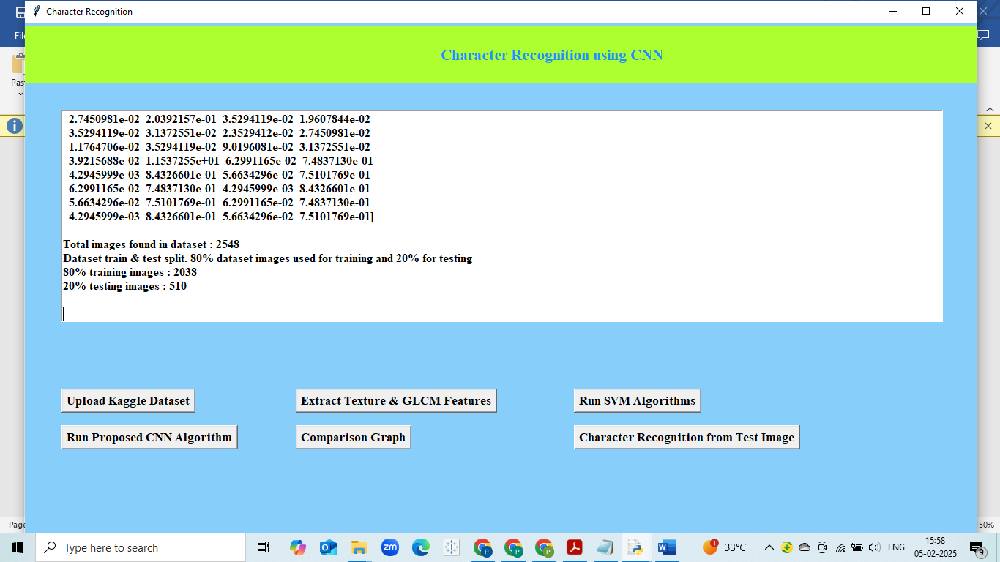 Character Recognition
Fil
Pas
Character Recognition using CNN
2.7450981e-02 2.0392157e-01 3.5294119e-02 1.9607844e-02
3.5294119e-02 3.1372551e-02 2.3529412e-02 2.7450981e-02
1.1764706e-02 3.5294119e-02 9.0196081e-02 3.1372551e-02
3.9215688e-02 1.1537255e+01 6.2991165e-02 7.4837130e-01
4.2945999e-03 8.4326601e-01 5.6634296e-02 7.5101769e-01
6.2991165e-02 7.4837130e-01 4.2945999e-03 8.4326601e-01
5.6634296e-02 7.5101769e-01 6.2991165e-02 7.4837130e-01
4.2945999e-03 8.4326601e-01 5.6634296e-02 7.5101769e-01]
Total images found in dataset : 2548
Dataset train & test split. 80% dataset images used for training and 20% for testing
80% training images : 2038
20% testing images : 510
Upload Kaggle Dataset
Extract Texture & GLCM Features
Run SVM Algorithms
Run Proposed CNN Algorithm
Comparison Graph
Character Recognition from Test Image
Page
150%
Type here to search
zm
P
P
P
1
33°C
ENG
15:58
05-02-2025
9